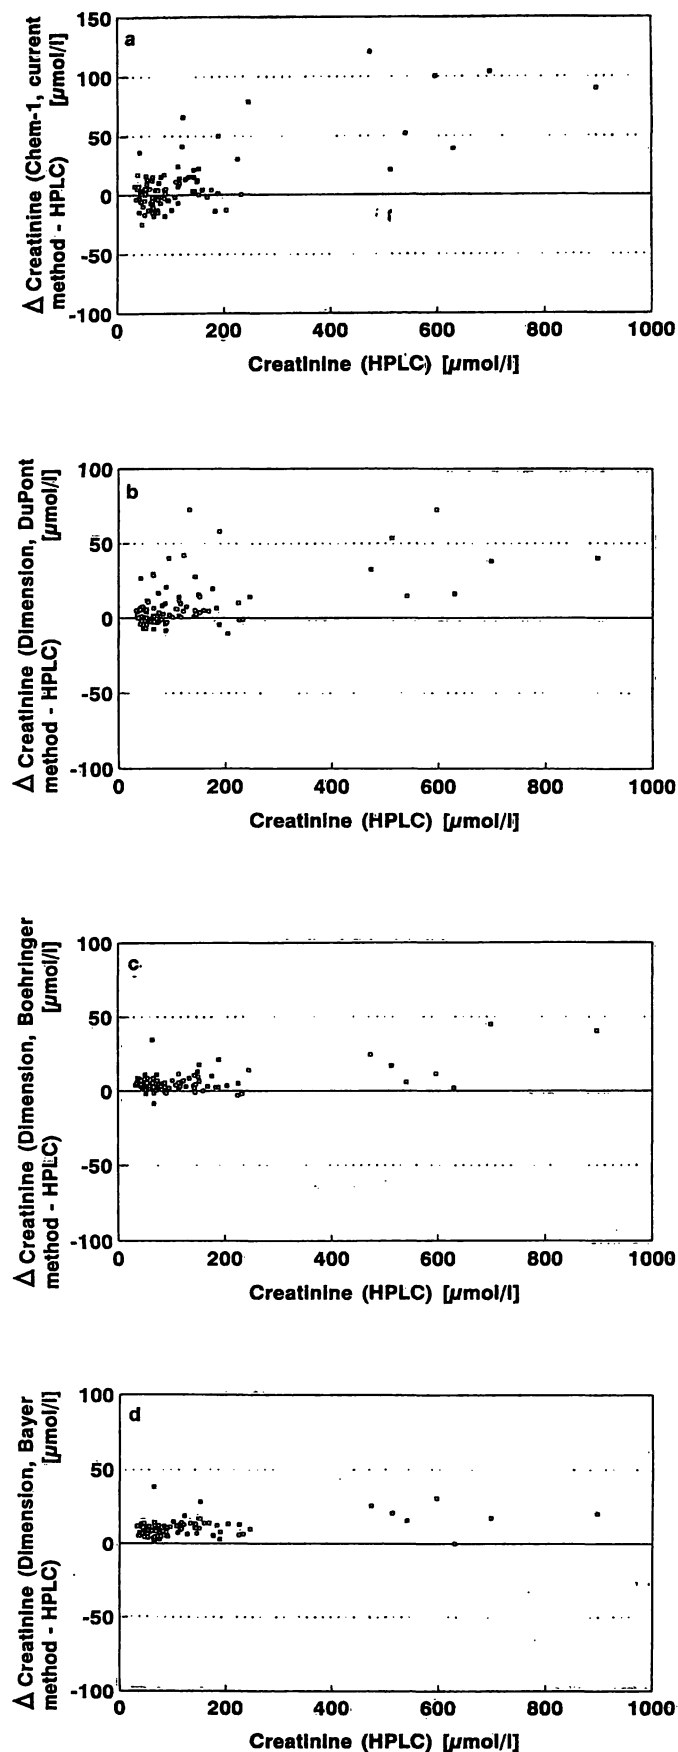 a
Δ Creatinine (Chem-1, current
method - HPLC) [μmol/l]
150
100
50
0
-50
-100
0 200 400 600 800 1000
Creatinine (HPLC) [μmol/l]
b
Δ Creatinine (Dimension, DuPont
method - HPLC) [μmol/l]
100
50
0
-50
-100
0 200 400 600 800 1000
Creatinine (HPLC) [μmol/l]
c
Δ Creatinine (Dimension, Boehringer
method - HPLC) [μmol/l]
100
50
0
-50
-100
0 200 400 600 800 1000
Creatinine (HPLC) [μmol/l]
d
Δ Creatinine (Dimension, Bayer
method - HPLC) [μmol/l]
100
50
0
-50
-100
0 200 400 600 800 1000
Creatinine (HPLC) [μmol/l]